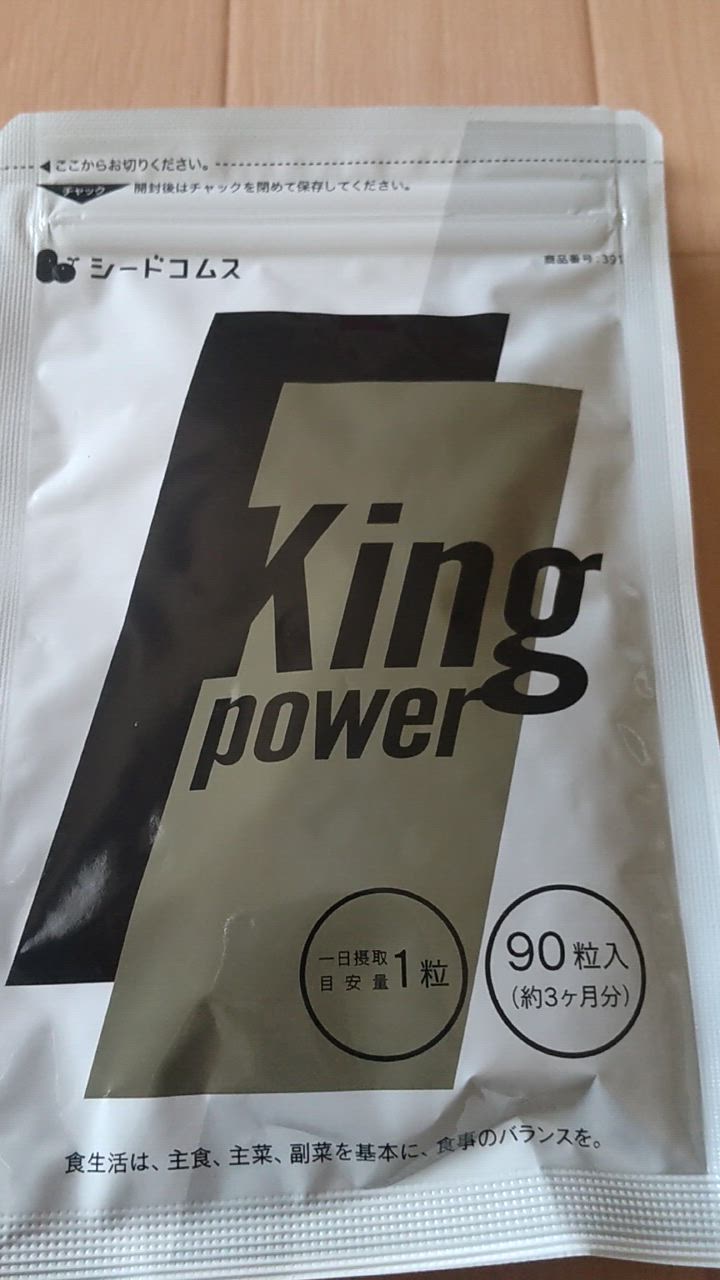 ここからお切りください。
チャック 開封後はチャックを閉めて保存してください。
シードコムス
商品番号:391
King
power
一日摂取
目安量
1粒
90粒入
(約3ヶ月分)
食生活は、主食、主菜、副菜を基本に、食事のバランスを。